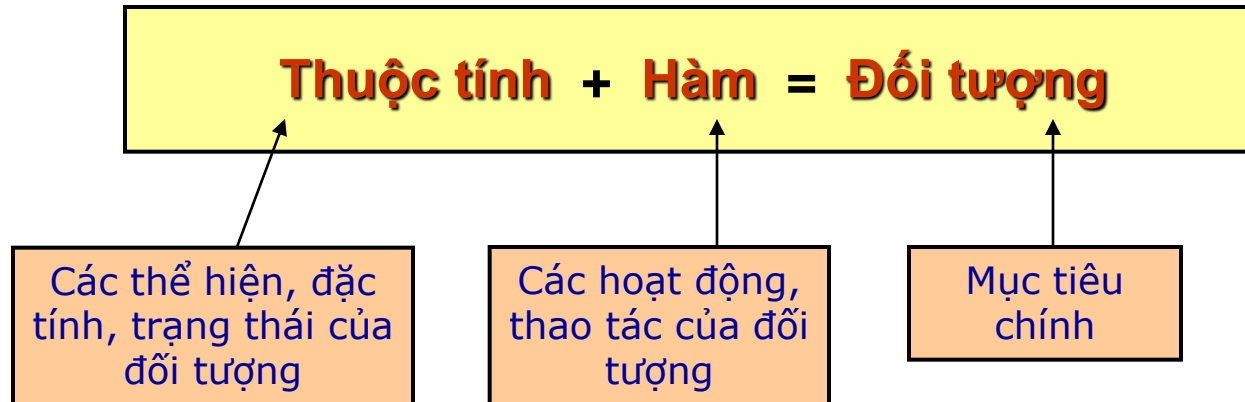 Thuộc tính + Hàm = Đối tượng
Các thể hiện, đặc
tính, trạng thái của
đối tượng
Các hoạt động,
thao tác của đối
tượng
Mục tiêu
chính